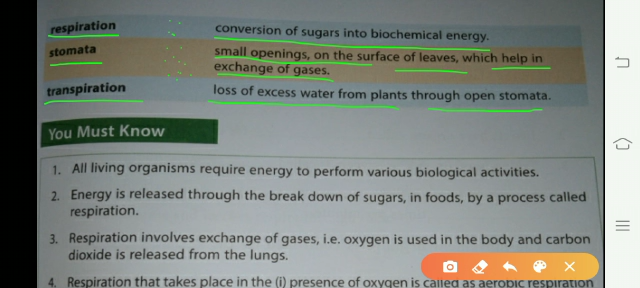 respiration conversion of sugars into biochemical energy.
stomata small openings, on the surface of leaves, which help in
exchange of gases.
transpiration loss of excess water from plants through open stomata.
You Must Know
1. All living organisms require energy to perform various biological activities.
2. Energy is released through the break down of sugars, in foods, by a process called
respiration.
3. Respiration involves exchange of gases, i.e. oxygen is used in the body and carbon
dioxide is released from the lungs.
4. Respiration that takes place in the (i) presence of oxygen is called as aerobic respiration